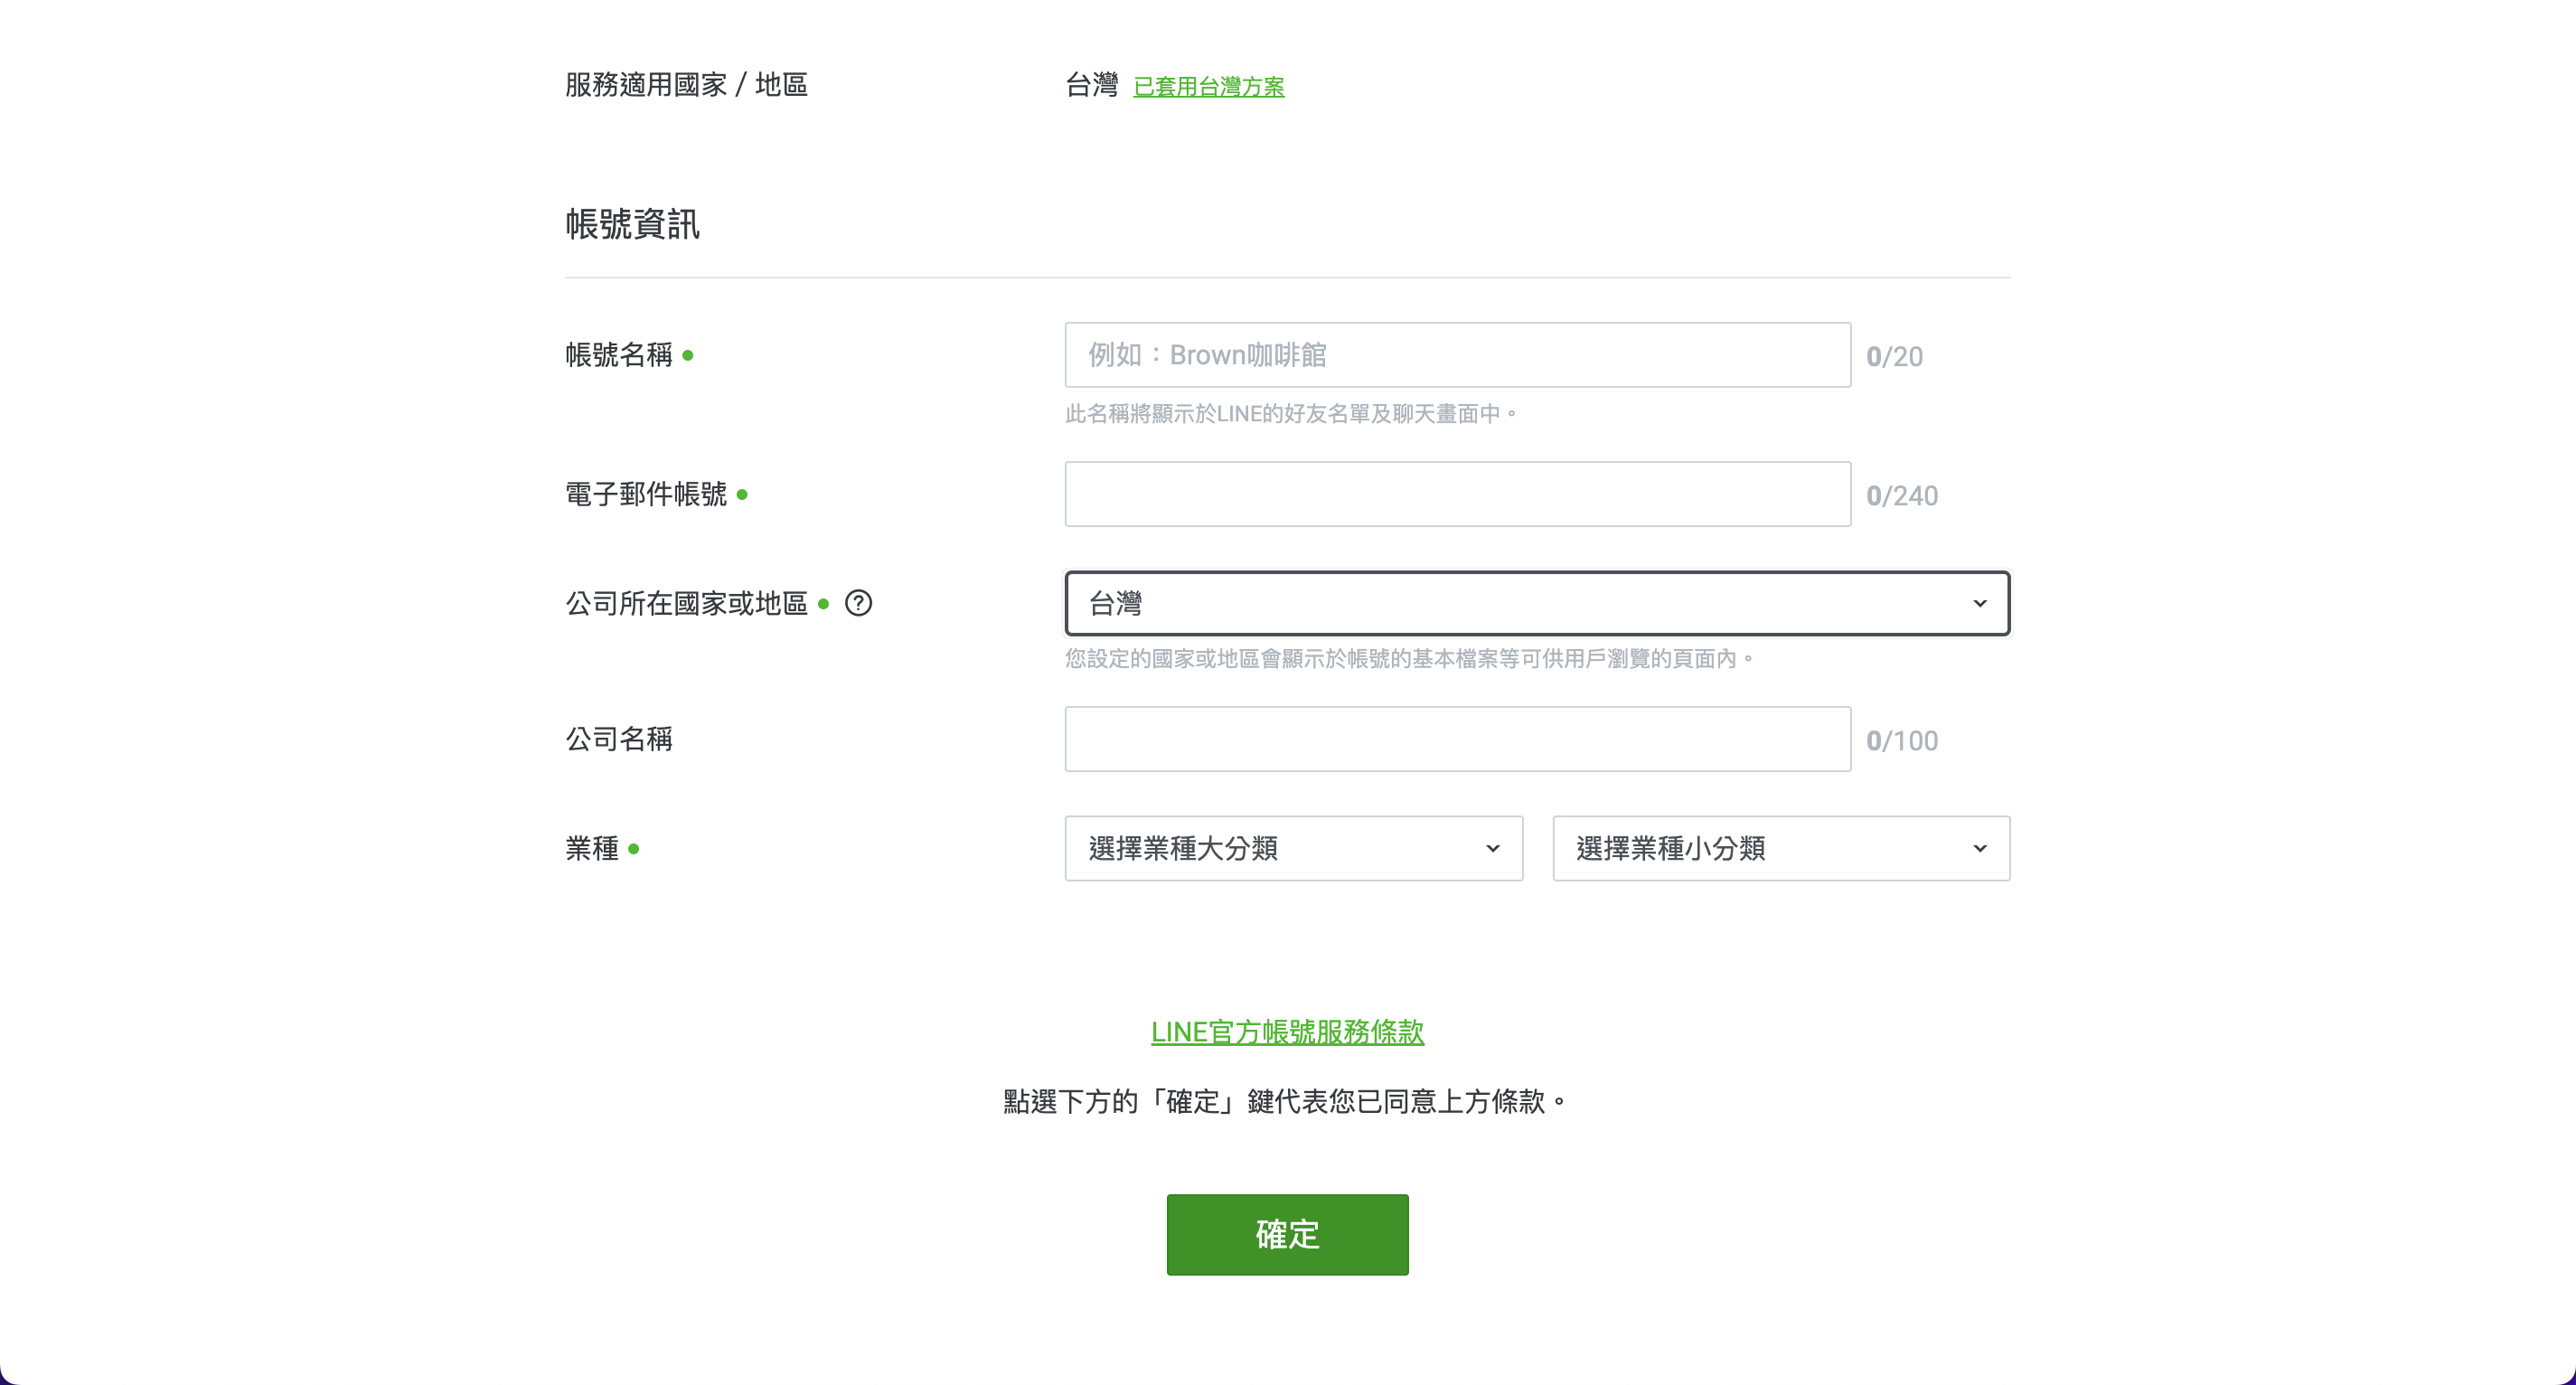 服務適用國家 / 地區
台灣 已套用台灣方案
帳號資訊
帳號名稱
例如：Brown咖啡館
0/20
此名稱將顯示於LINE的好友名單及聊天畫面中。
電子郵件帳號
0/240
公司所在國家或地區
?
台灣
您設定的國家或地區會顯示於帳號的基本檔案等可供用戶瀏覽的頁面內。
公司名稱
0/100
業種
選擇業種大分類
選擇業種小分類
LINE官方帳號服務條款
點選下方的「確定」鍵代表您已同意上方條款。
確定